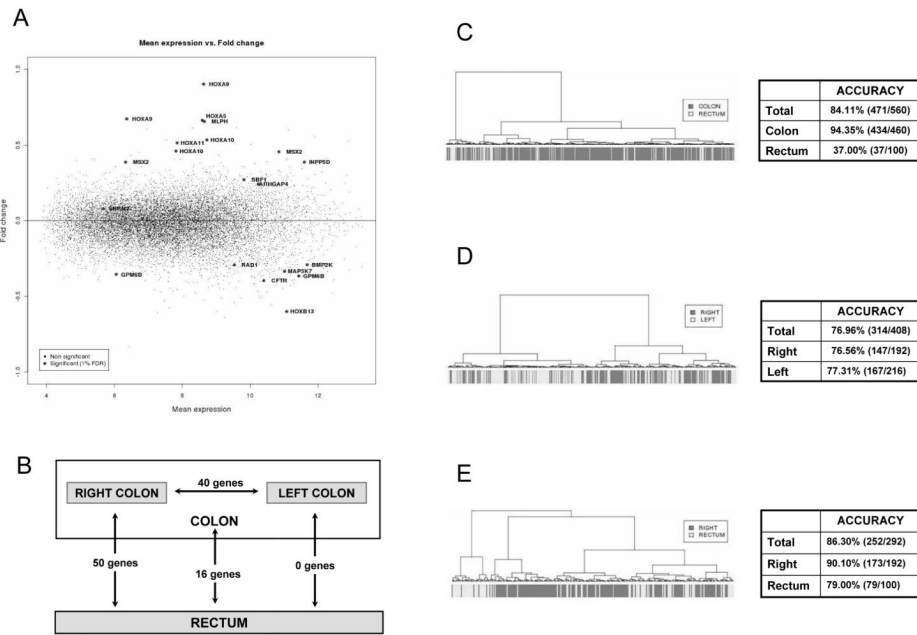 A
Mean expression vs. Fold change
Fold change
1.0
0.5
0.0
-0.5
-1.0
HOXA9
HOXA9
HOXA5
MLPH
HOXA11
HOXA10
HOXA10
MSX2
MSX2
INPP5D
SBF1
ARHGAP4
GPM6B
RAD1
BMP2K
MAP3K7
GPM6B
CFTR
HOXB13
Non significant
Significant (1% FDR)
4
6
8
10
12
Mean expression
B
RIGHT COLON
40 genes
LEFT COLON
COLON
50 genes
16 genes
0 genes
RECTUM
C
COLON
RECTUM
ACCURACY
Total 84.11% (471/560)
Colon 94.35% (434/460)
Rectum 37.00% (37/100)
D
RIGHT
LEFT
ACCURACY
Total 76.96% (314/408)
Right 76.56% (147/192)
Left 77.31% (167/216)
E
RIGHT
RECTUM
ACCURACY
Total 86.30% (252/292)
Right 90.10% (173/192)
Rectum 79.00% (79/100)